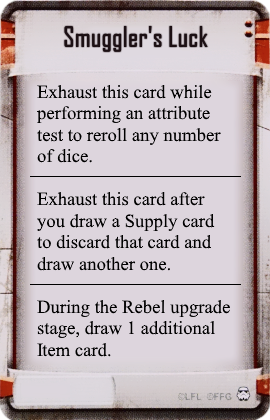 Smuggler's Luck
Exhaust this card while
performing an attribute
test to reroll any number
of dice.
Exhaust this card after
you draw a Supply card
to discard that card and
draw another one.
During the Rebel upgrade
stage, draw 1 additional
Item card.
©LFL ©FFG